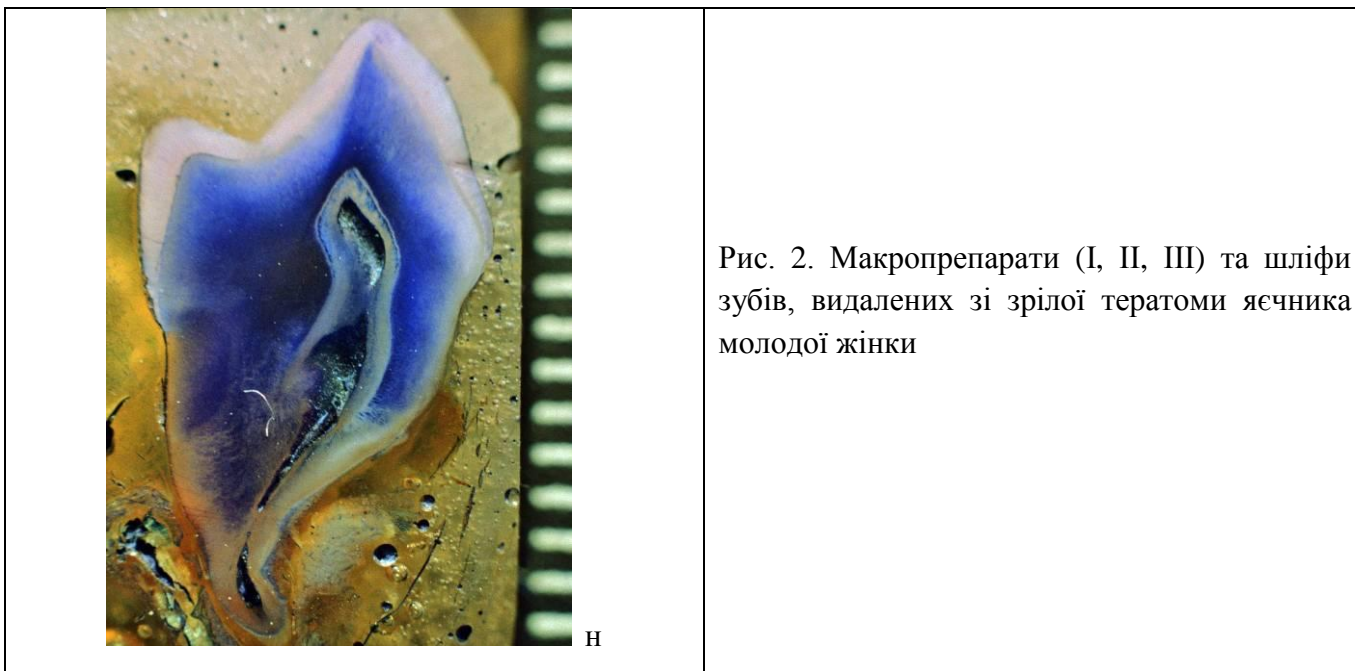 н
Рис. 2. Макропрепарати (I, II, III) та шліфи
зубів, видалених зі зрілої тератоми яєчника
молодої жінки